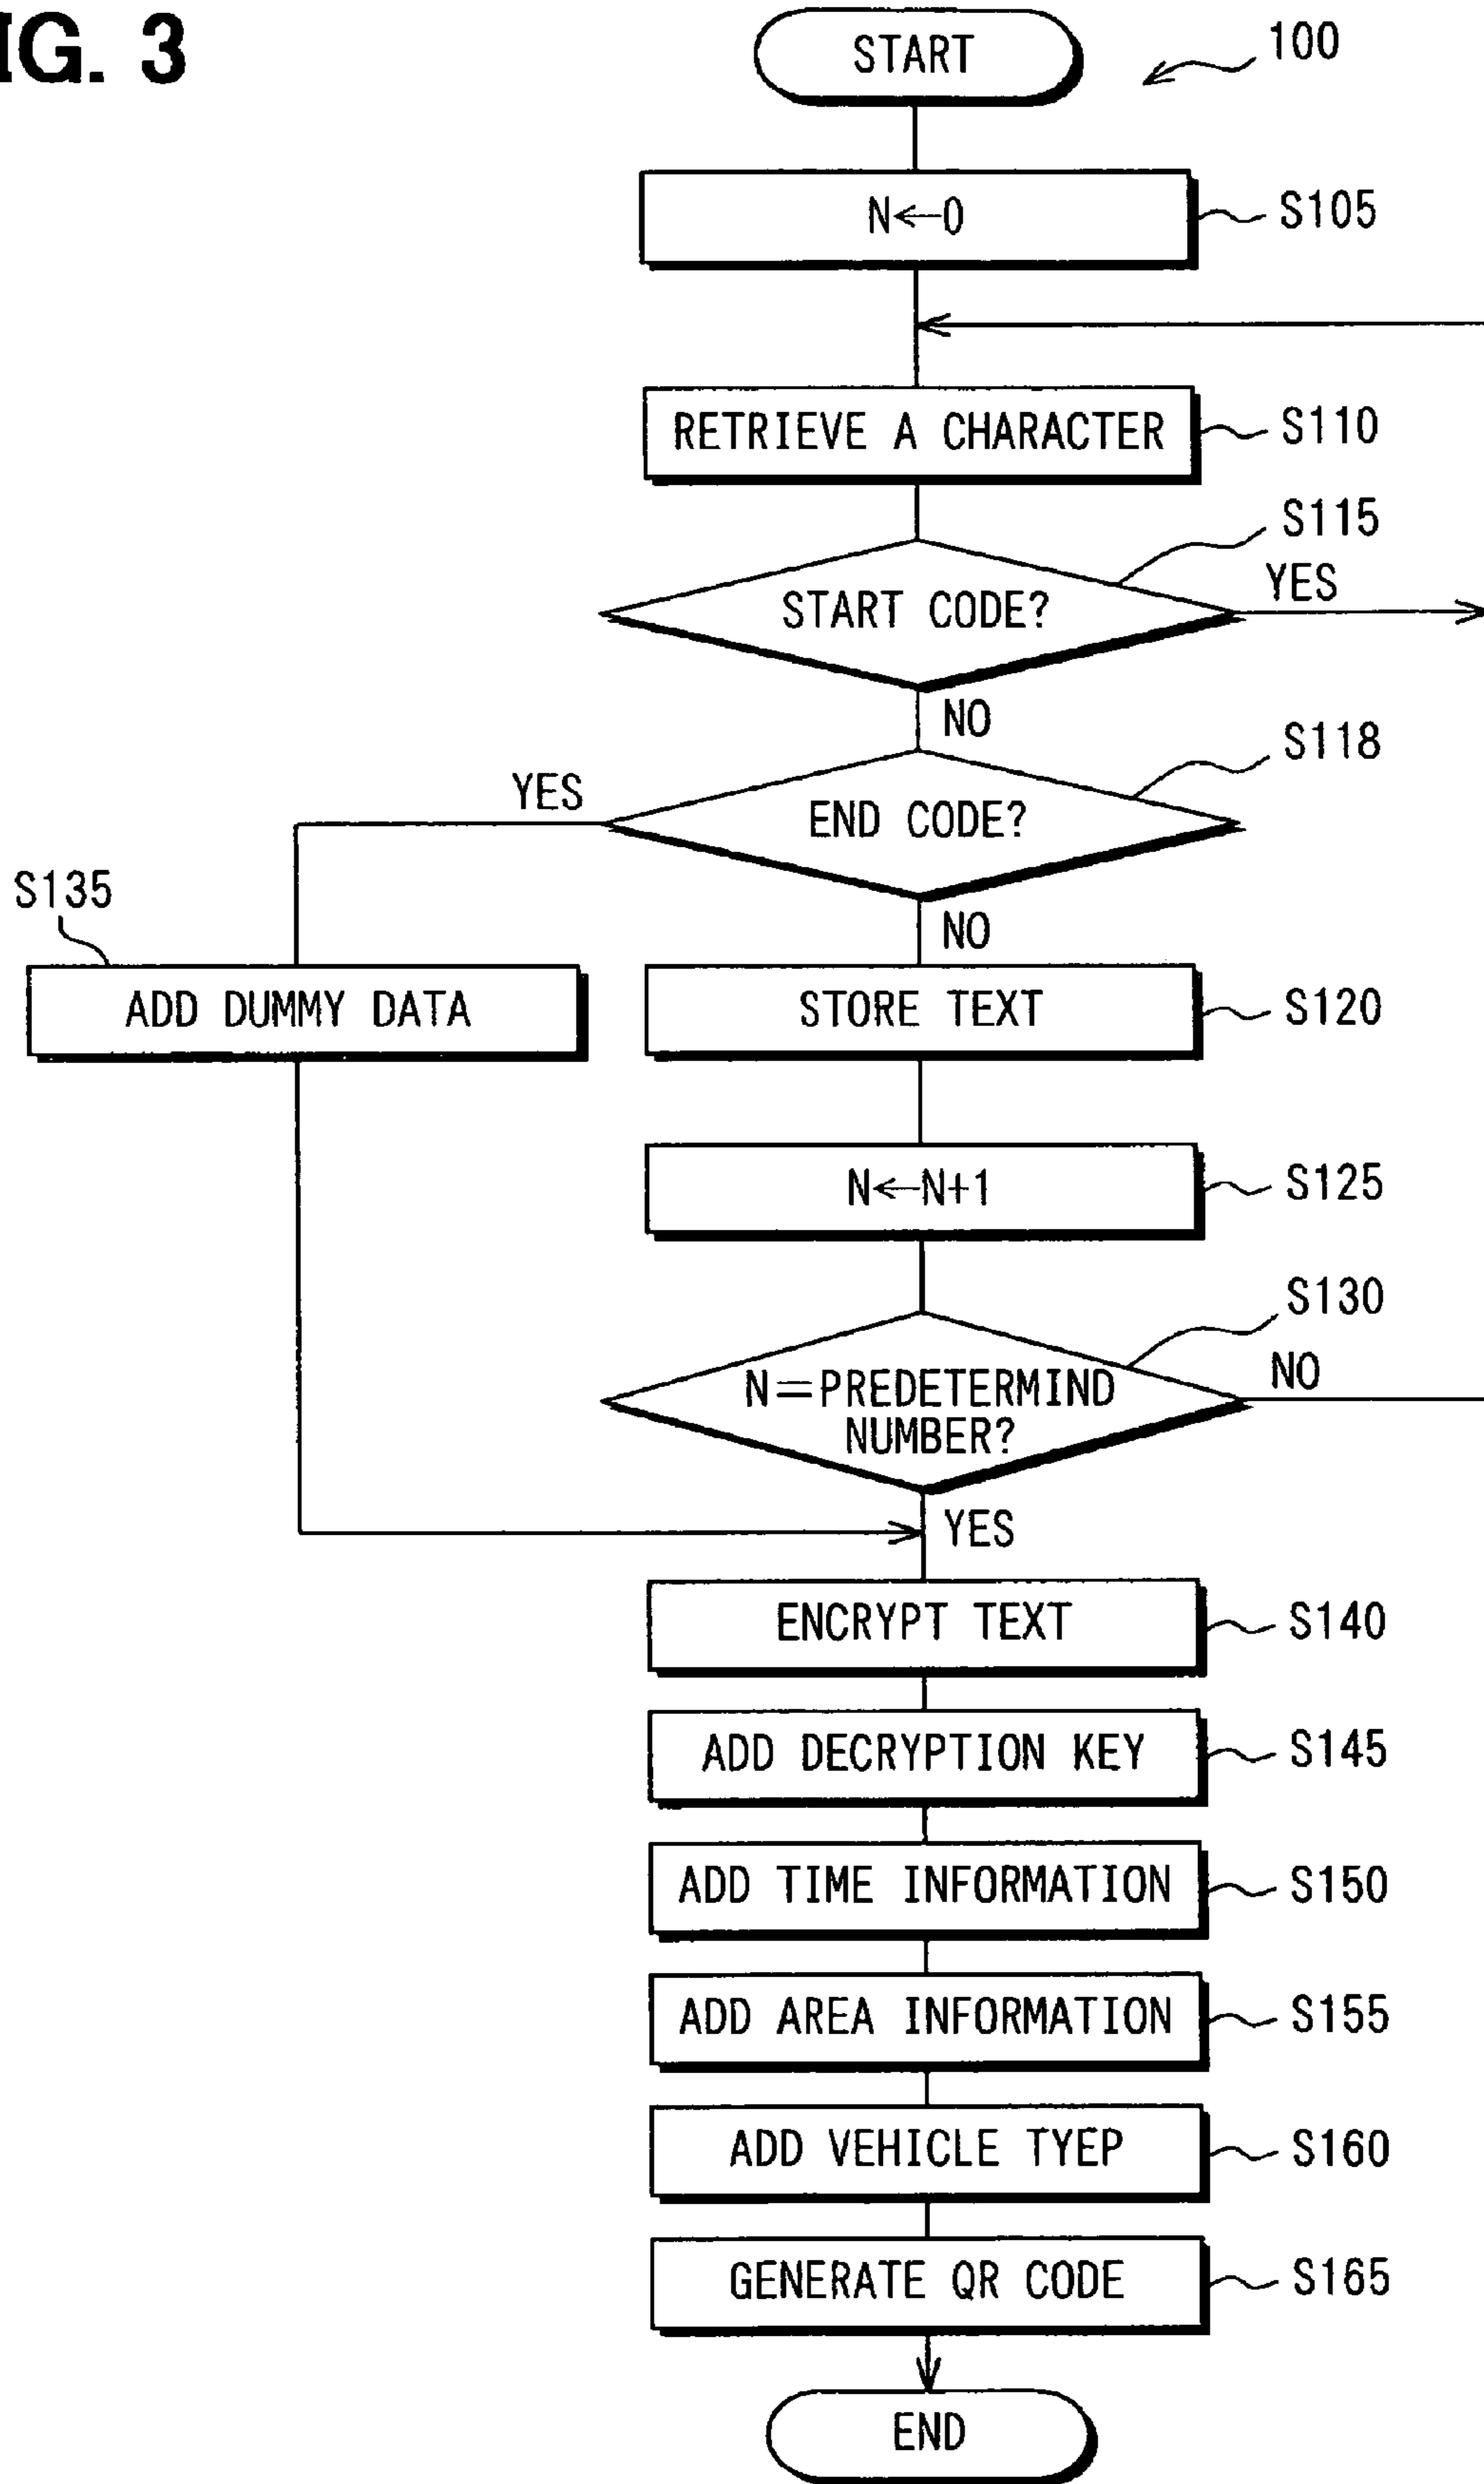 IG. 3
START
100
N←0
S105
RETRIEVE A CHARACTER
S110
S115
START CODE?
YES
NO
S118
YES
END CODE?
NO
S135
ADD DUMMY DATA
STORE TEXT
S120
N←N+1
S125
S130
N=PREDETERMIND
NUMBER?
NO
YES
ENCRYPT TEXT
S140
ADD DECRYPTION KEY
S145
ADD TIME INFORMATION
S150
ADD AREA INFORMATION
S155
ADD VEHICLE TYEP
S160
GENERATE QR CODE
S165
END